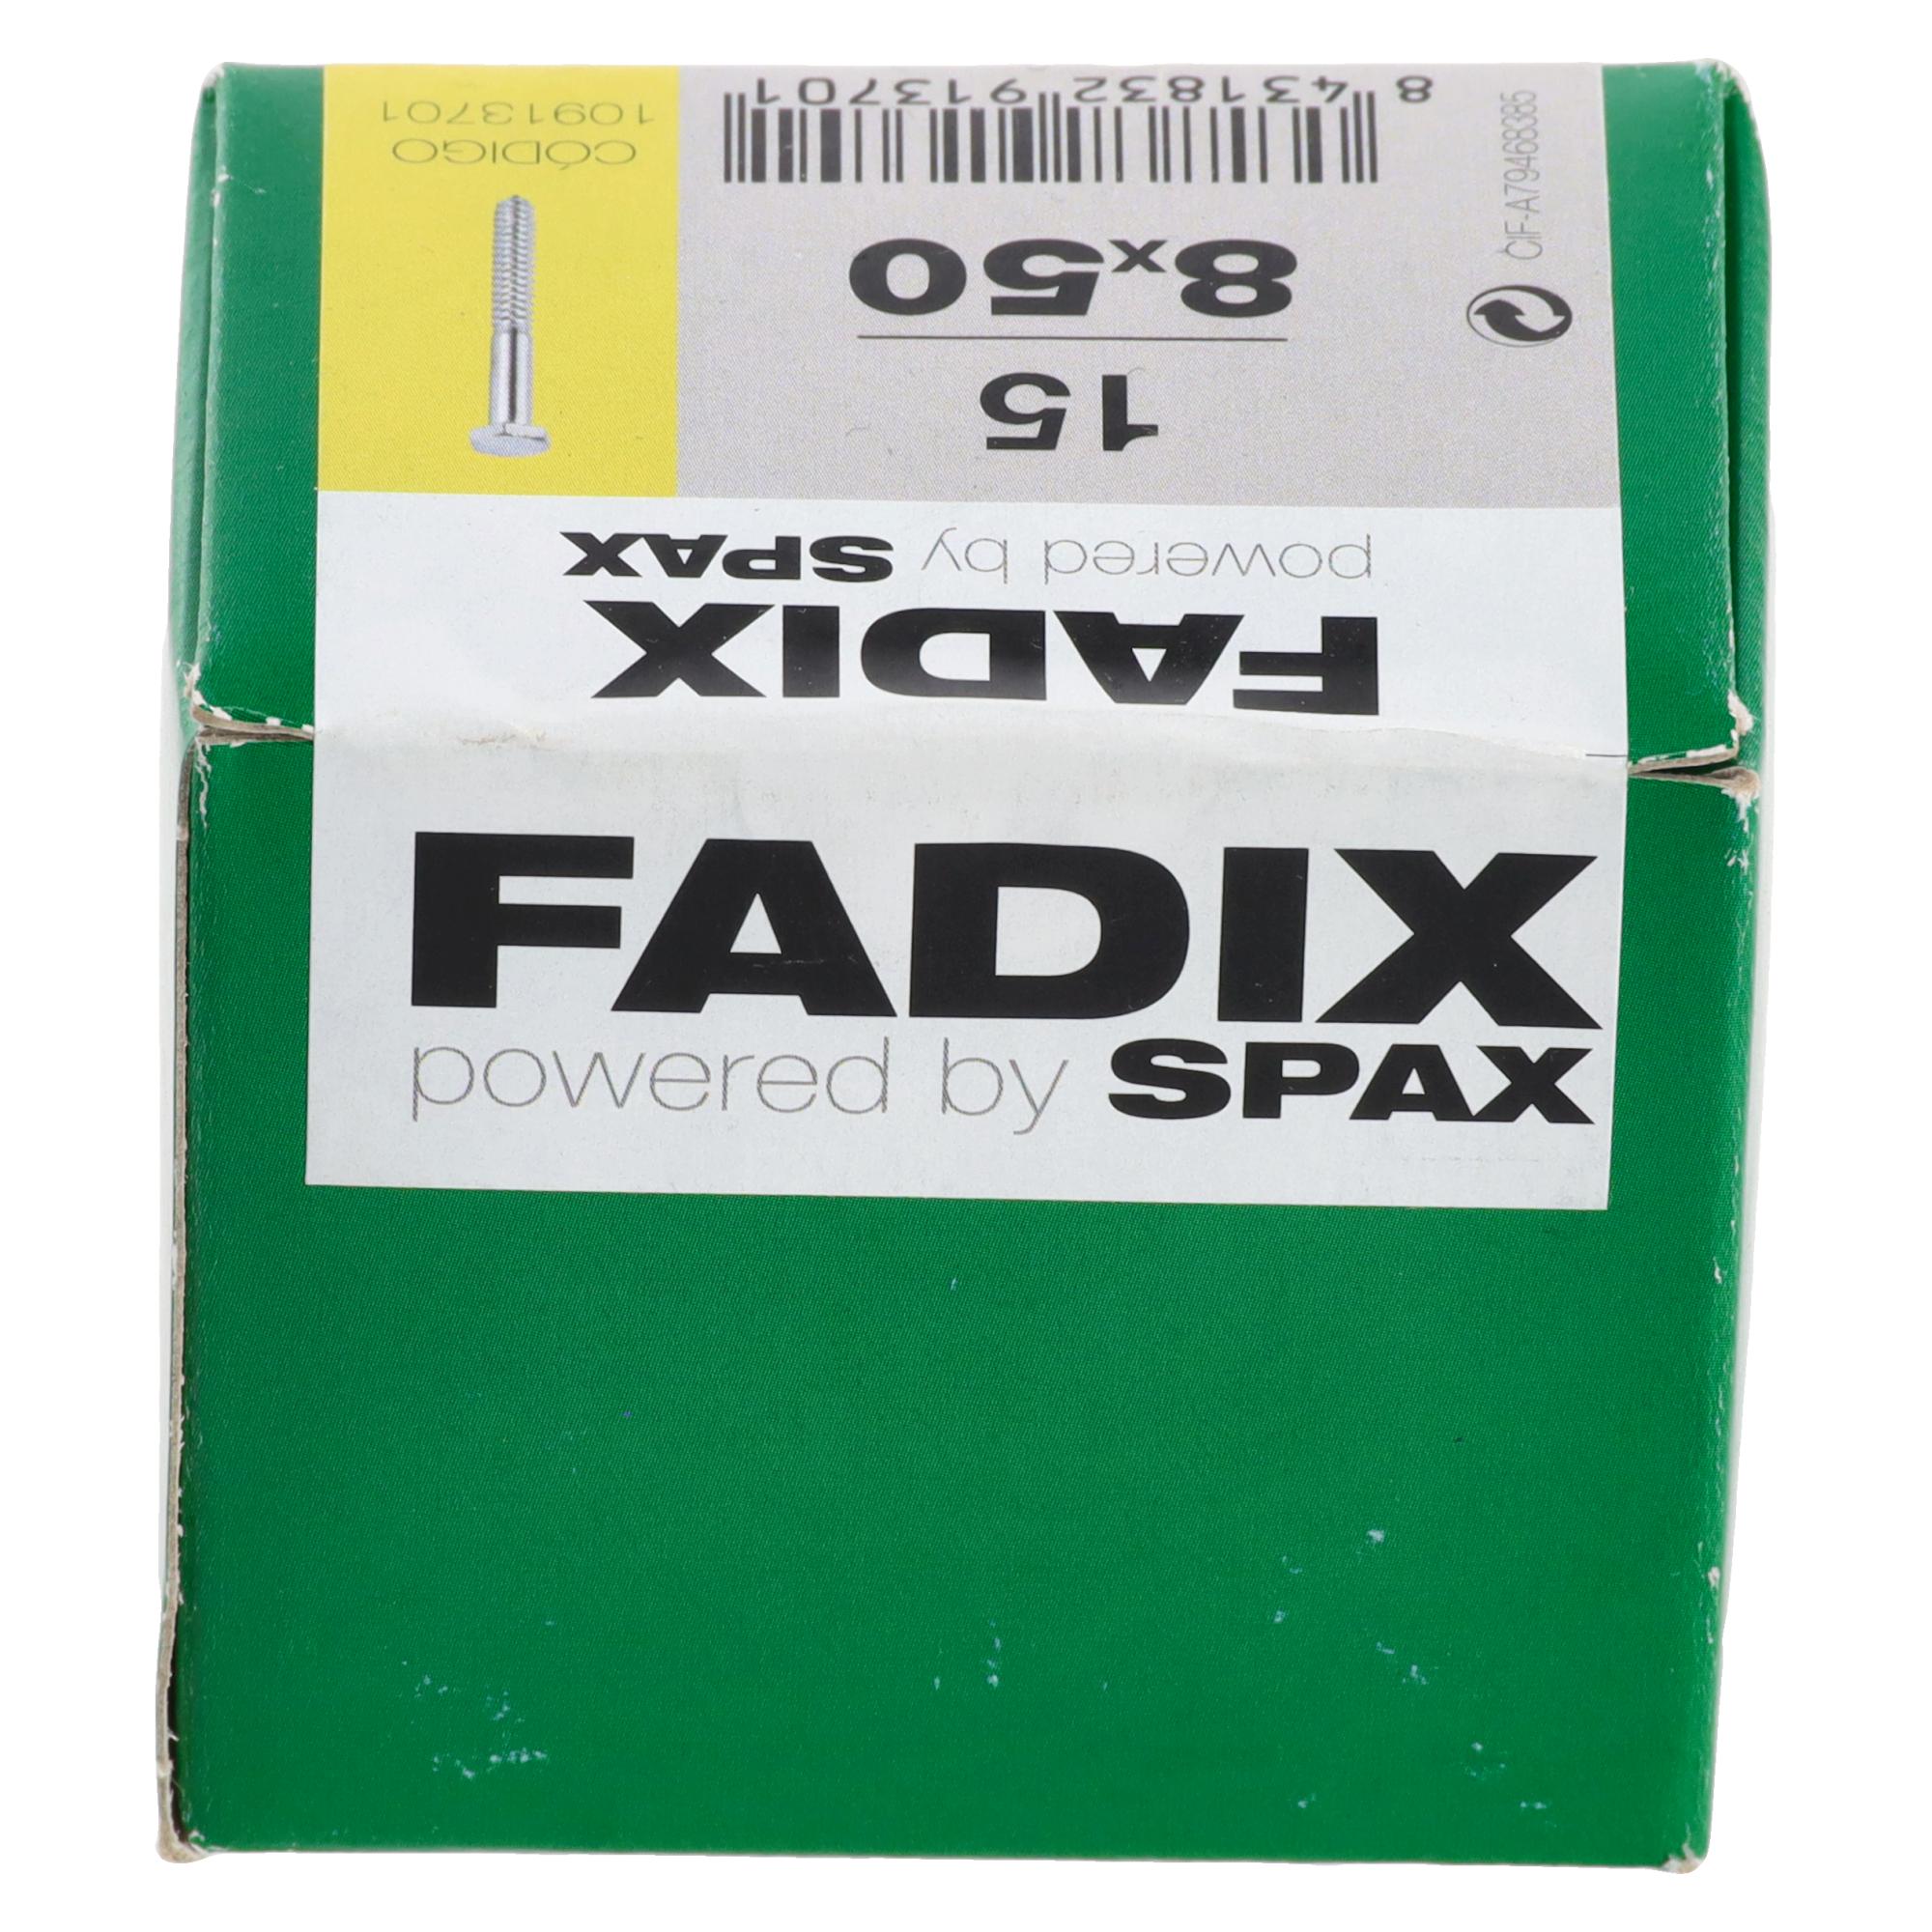 FADIX
powered by SPAX
15
8x50
8 431832 913701
CÓDIGO
10913701
CIF-A79468385
FADIX
powered by SPAX